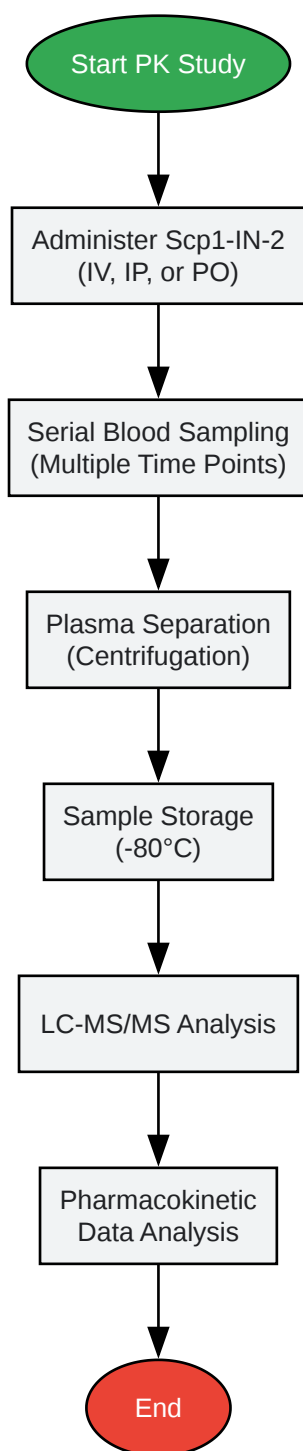 Start PK Study
Administer Scp1-IN-2
(IV, IP, or PO)
Serial Blood Sampling
(Multiple Time Points)
Plasma Separation
(Centrifugation)
Sample Storage
(-80°C)
LC-MS/MS Analysis
Pharmacokinetic
Data Analysis
End